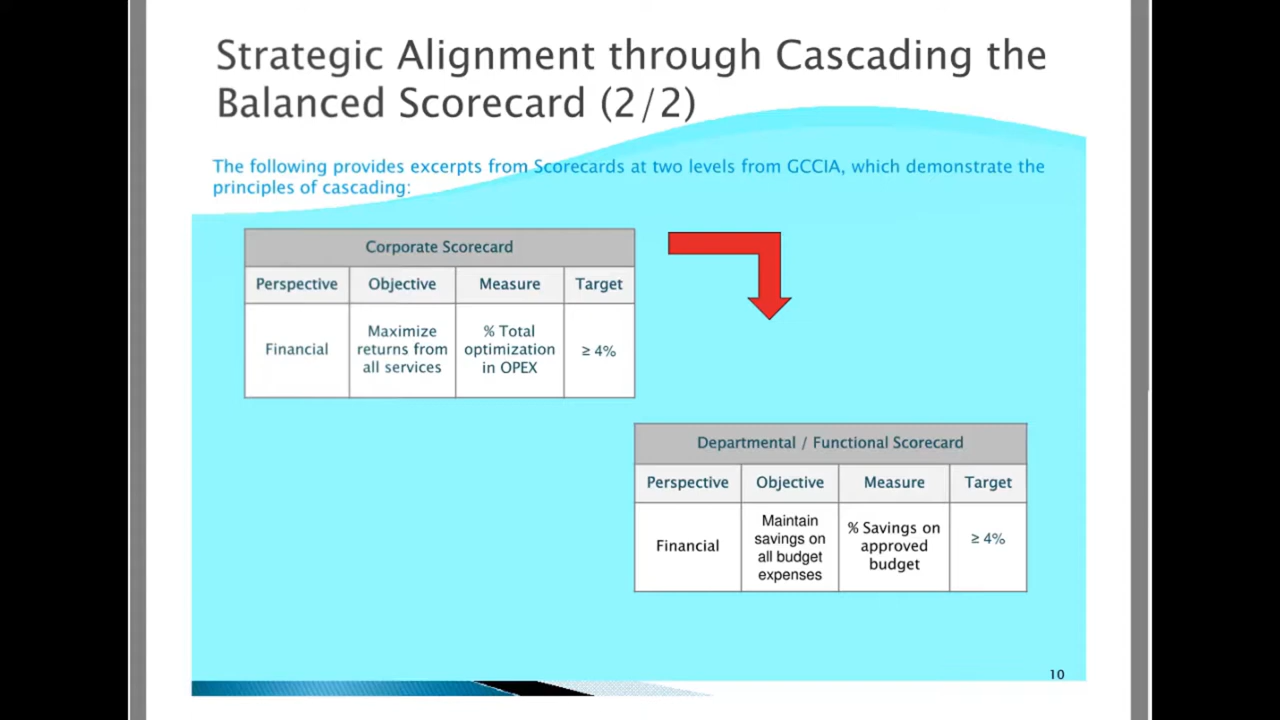 Strategic Alignment through Cascading the
Balanced Scorecard (2/2)
The following provides excerpts from Scorecards at two levels from GCCIA, which demonstrate the
principles of cascading:
Corporate Scorecard
Perspective Objective Measure Target
Financial
Maximize
returns from
all services
% Total
optimization
in OPEX
≥ 4%
Departmental / Functional Scorecard
Perspective Objective Measure Target
Financial
Maintain
savings on
all budget
expenses
% Savings on
approved
budget
≥ 4%
10